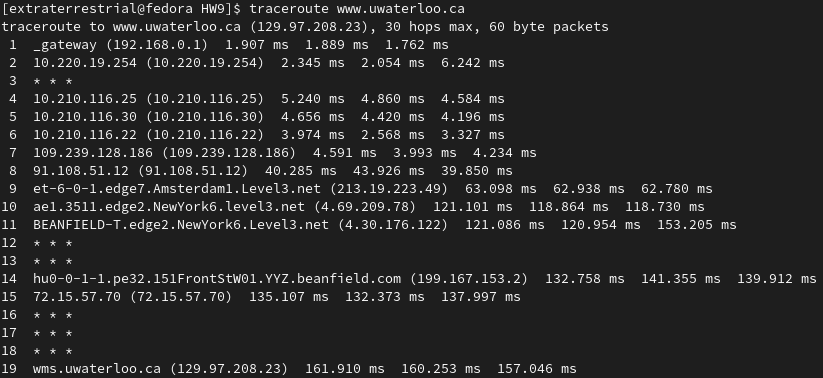 [extraterrestrial@fedora HW9]$ traceroute www.uwaterloo.ca
traceroute to www.uwaterloo.ca (129.97.208.23), 30 hops max, 60 byte packets
 1  _gateway (192.168.0.1)  1.907 ms  1.889 ms  1.762 ms
 2  10.220.19.254 (10.220.19.254)  2.345 ms  2.054 ms  6.242 ms
 3  * * *
 4  10.210.116.25 (10.210.116.25)  5.240 ms  4.860 ms  4.584 ms
 5  10.210.116.30 (10.210.116.30)  4.656 ms  4.420 ms  4.196 ms
 6  10.210.116.22 (10.210.116.22)  3.974 ms  2.568 ms  3.327 ms
 7  109.239.128.186 (109.239.128.186)  4.591 ms  3.993 ms  4.234 ms
 8  91.108.51.12 (91.108.51.12)  40.285 ms  43.926 ms  39.850 ms
 9  et-6-0-1.edge7.Amsterdam1.Level3.net (213.19.223.49)  63.098 ms  62.938 ms  62.780 ms
10  ae1.3511.edge2.NewYork6.level3.net (4.69.209.78)  121.101 ms  118.864 ms  118.730 ms
11  BEANFIELD-T.edge2.NewYork6.Level3.net (4.30.176.122)  121.086 ms  120.954 ms  153.205 ms
12  * * *
13  * * *
14  hu0-0-1-1.pe32.151FrontStW01.YYZ.beanfield.com (199.167.153.2)  132.758 ms  141.355 ms  139.912 ms
15  72.15.57.70 (72.15.57.70)  135.107 ms  132.373 ms  137.997 ms
16  * * *
17  * * *
18  * * *
19  wms.uwaterloo.ca (129.97.208.23)  161.910 ms  160.253 ms  157.046 ms